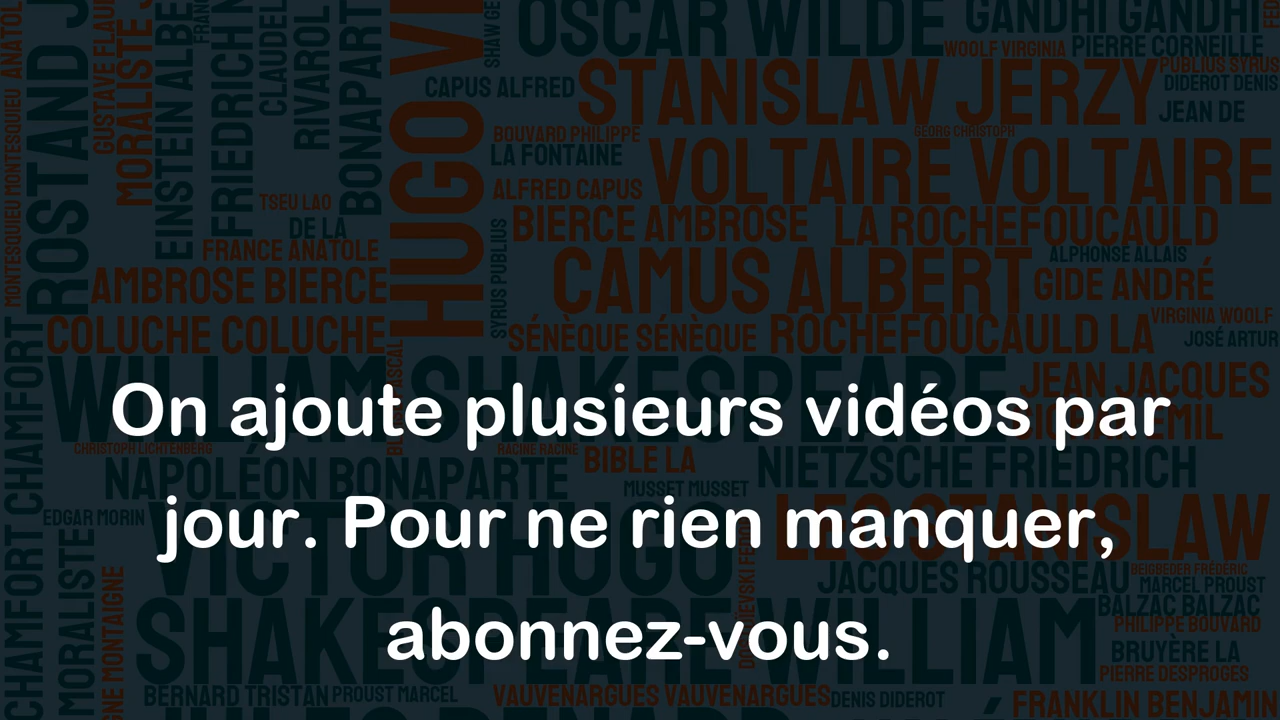 OSCAR WILDE
GANDHI GANDHI
WOOLF VIRGINIA
PIERRE CORNEILLE
SHAW GE
CAPUS ALFRED
STANISLAW JERZY
PUBLIUS SYRUS
DIDEROT DENIS
JEAN DE
GEORG CHRISTOPH
BOUVARD PHILIPPE
LA FONTAINE
VOLTAIRE VOLTAIRE
ALFRED CAPUS
BIERCE AMBROSE
LA ROCHEFOUCAULD
SYRUS PUBLIUS
CAMUS ALBERT
ALPHONSE ALLAIS
GIDE ANDRÉ
VIRGINIA WOOLF
SÉNÈQUE SÉNÈQUE
ROCHEFOUCAULD LA
JOSÉ ARTUR
MONTESQUIEU MONTESQUIEU
ANATOL
ROSTAND J
GUSTAVE FLAU
MORALISTE
EINSTEIN ALBE
FRIEDRICH N
CLAUDEL
RIVAROL
BONAPART
HUGO VI
TSEU LAO
DE LA
FRANCE ANATOLE
AMBROSE BIERCE
COLUCHE COLUCHE
WILLIAM SHAKESPEARE
JEAN JACQUES
On ajoute plusieurs vidéos par
CHRISTOPH LICHTENBERG
RACINE RACINE
BIBLE LA
NAPOLÉON BONAPARTE
NIETZSCHE FRIEDRICH
MUSSET MUSSET
CHAMFORT CHAMFORT
EDGAR MORIN
VICTOR HUGO
LEC STANISLAW
jour. Pour ne rien manquer,
JACQUES ROUSSEAU
BEIGBEDER FRÉDÉRIC
MARCEL PROUST
MORALISTE
GNE MONTAIGNE
SHAKESPEARE WILLIAM
BALZAC BALZAC
PHILIPPE BOUVARD
abonnez-vous.
BRUYÈRE LA
PIERRE DESPROGES
BERNARD TRISTAN
PROUST MARCEL
VAUVENARGUES VAUVENARGUES
DENIS DIDEROT
FRANKLIN BENJAMIN